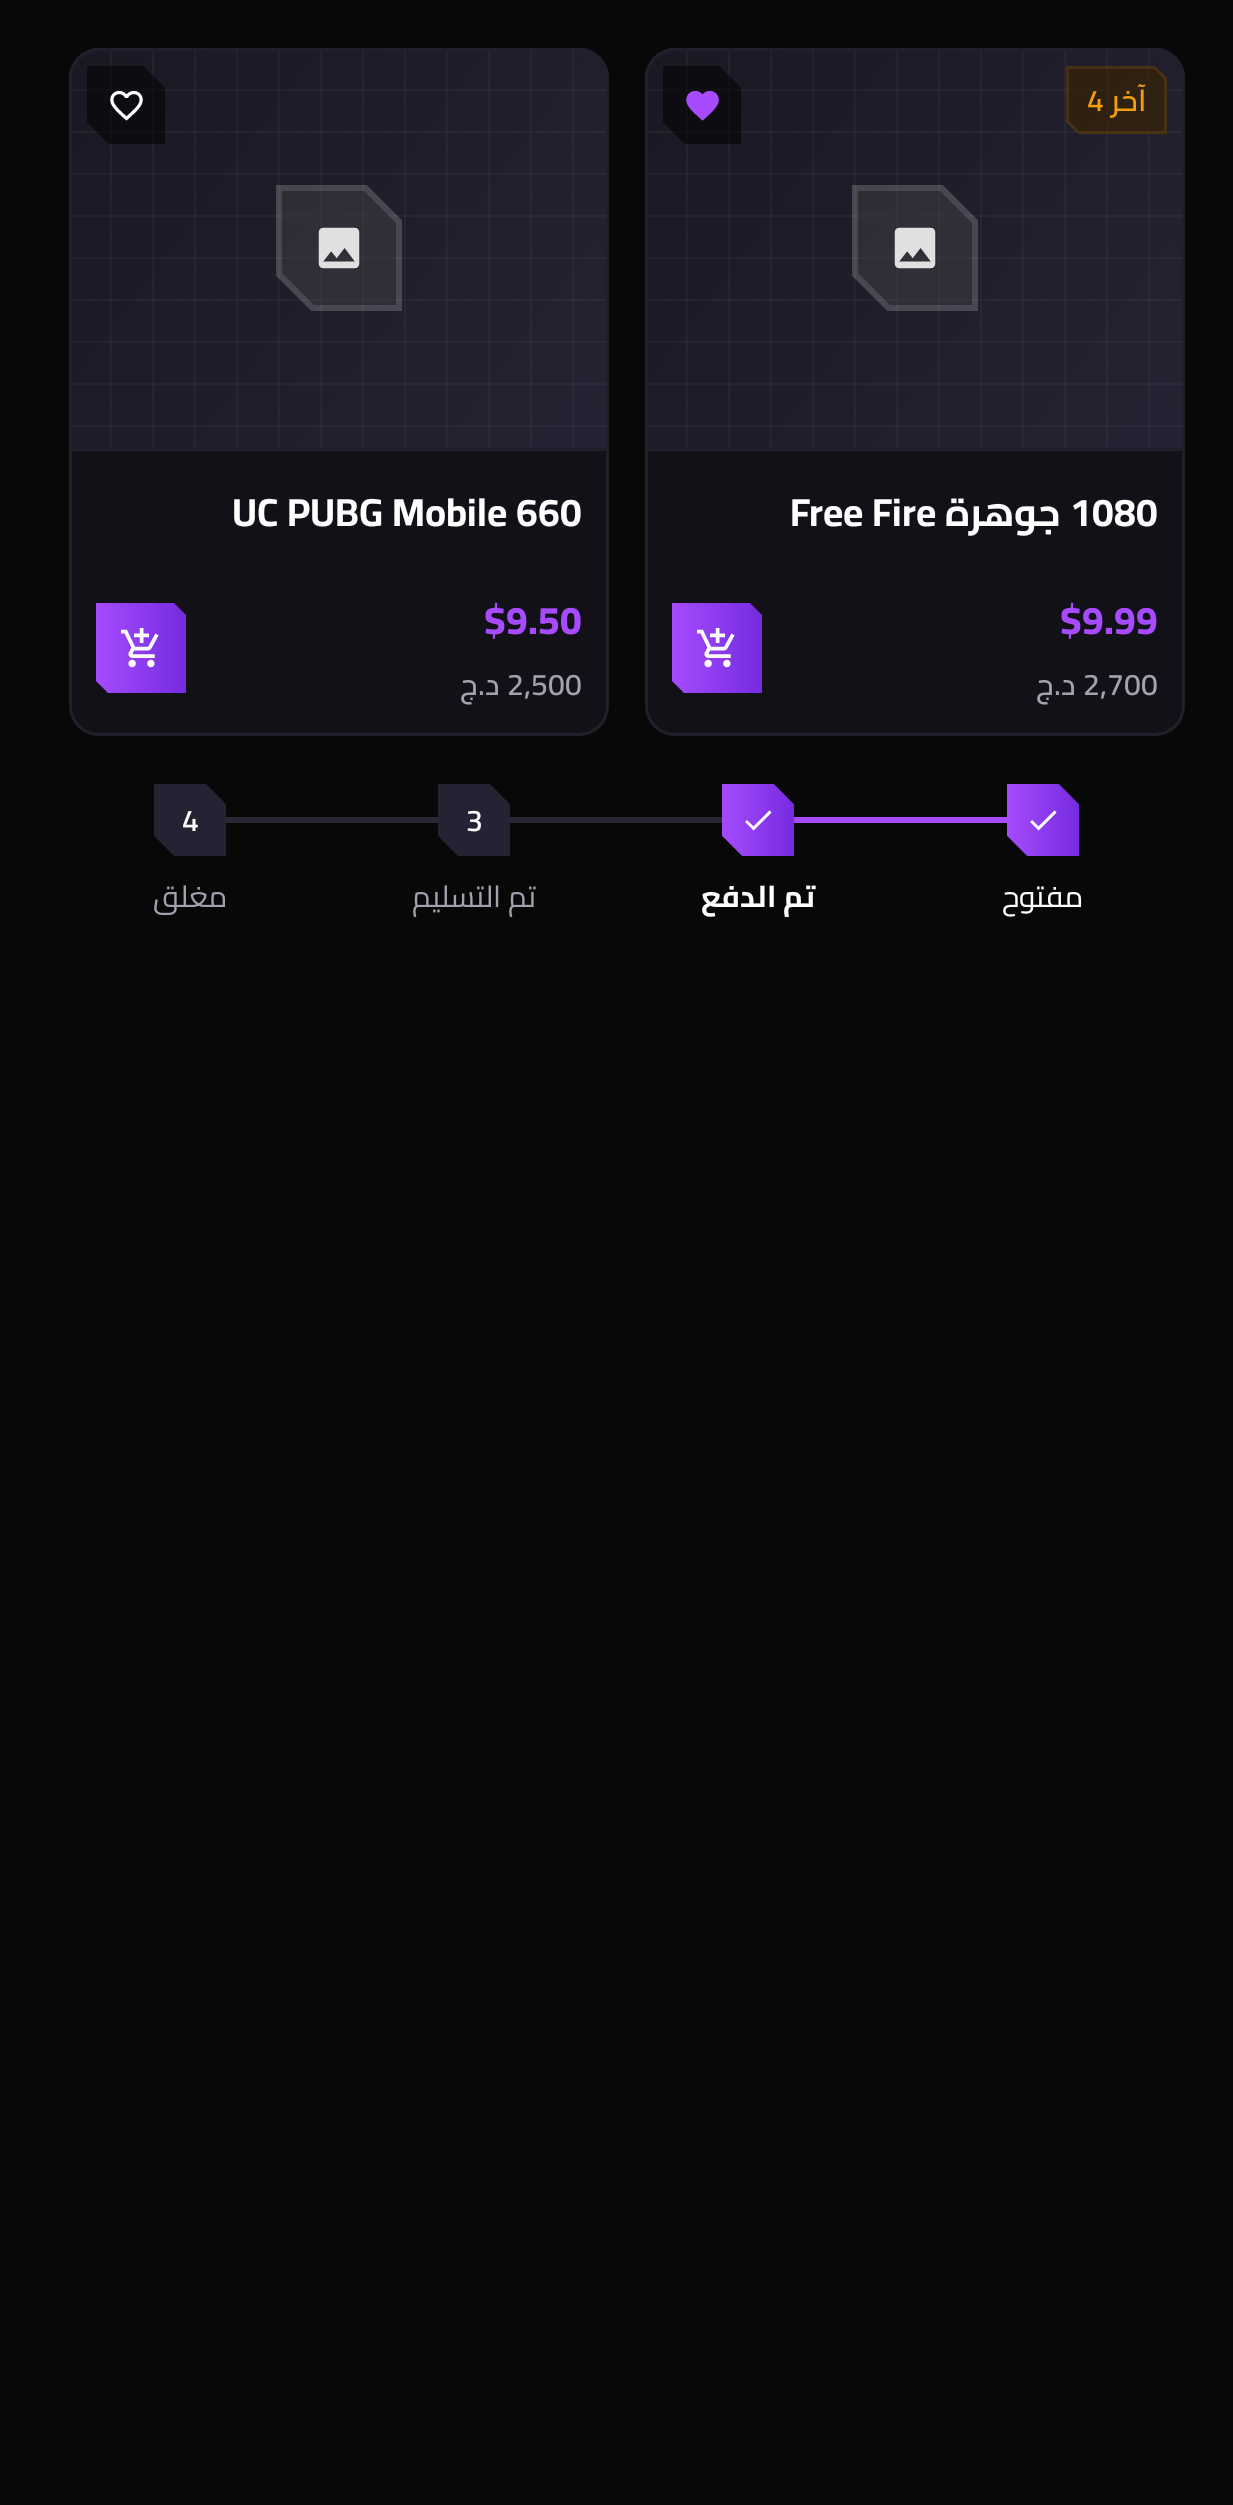 آخر 4
1080 جوهرة Free Fire
$9.99
2,700 د.ج
660 UC PUBG Mobile
$9.50
2,500 د.ج
3
4
مفتوح
تم الدفع
تم التسليم
مغلق